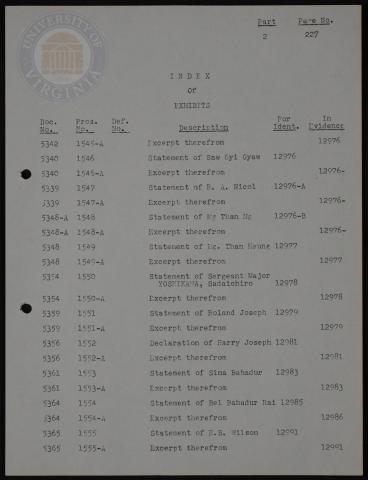 UNIVERSITY OF VIRGINIA
Part Page No.
2 227
INDEX
Of
EXHIBITS
Doc. Pros. Def. For In
No. No. No. Description Ident. Evidence
5342 1545-A Excerpt therefrom 12976
5340 1546 Statement of Saw Gyi Gyaw 12976
5340 1546-A Excerpt therefrom 12976-
5339 1547 Statement of R. A. Nicol 12976-A
5339 1547-A Excerpt therefrom 12976-
5348-A 1548 Statement of Mg Than Ng 12976-B
5348-A 1548-A Excerpt therefrom 12976-
5348 1549 Statement of Mg. Than Maung 12977
5348 1549-A Excerpt therefrom 12977
5354 1550 Statement of Sergeant Major
YOSHIKAWA, Sadaichiro 12978
5354 1550-A Excerpt therefrom 12978
5359 1551 Statement of Roland Joseph 12979
5359 1551-A Excerpt therefrom 12979
5356 1552 Declaration of Harry Joseph 12981
5356 1552-A Excerpt therefrom 12981
5361 1553 Statement of Sima Bahadur 12983
5361 1553-A Excerpt therefrom 12983
5364 1554 Statement of Bel Bahadur Rai 12985
5364 1554-A Excerpt therefrom 12986
5365 1555 Statement of E.E. Wilson 12991
5365 1555-A Excerpt therefrom 12991